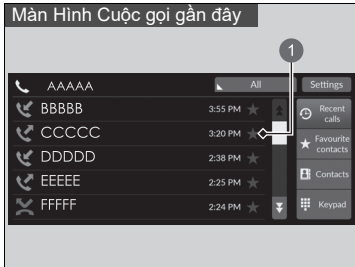 Màn Hình Cuộc gọi gần đây
1
AAAAA
All
Settings
BBBBB 3:55 PM
CCCCC 3:20 PM
DDDDD 2:38 PM
EEEEE 2:25 PM
FFFFF 2:24 PM
Recent
calls
Favourite
contacts
Contacts
Keypad